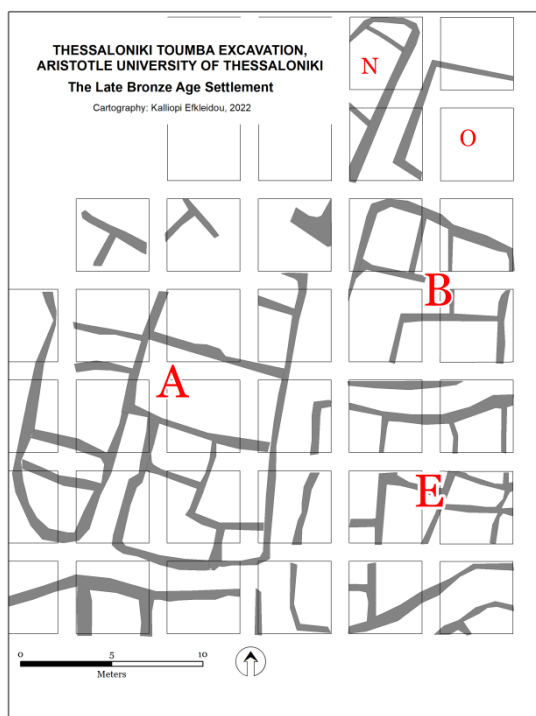 THESSALONIKI TOUMBA EXCAVATION,
ARISTOTLE UNIVERSITY OF THESSALONIKI
The Late Bronze Age Settlement
Cartography: Kalliopi Efkleidou, 2022
N
O
B
A
E
0 5 10
Meters